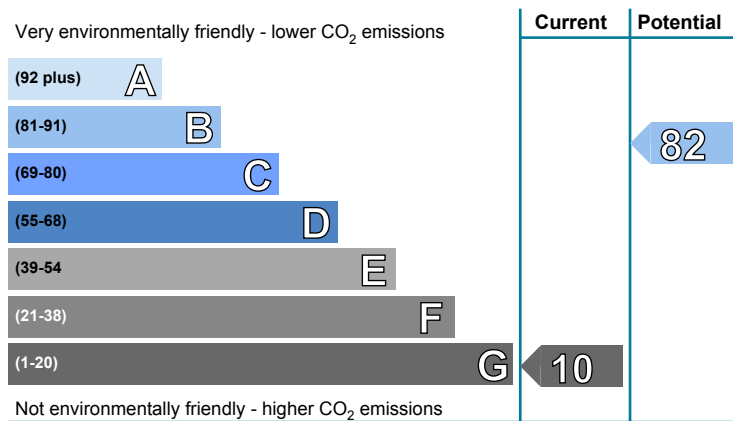 Current Potential
Very environmentally friendly - lower CO2 emissions
(92 plus) A
(81-91) B
82
(69-80) C
(55-68) D
(39-54 E
(21-38) F
(1-20) G 10
Not environmentally friendly - higher CO2 emissions